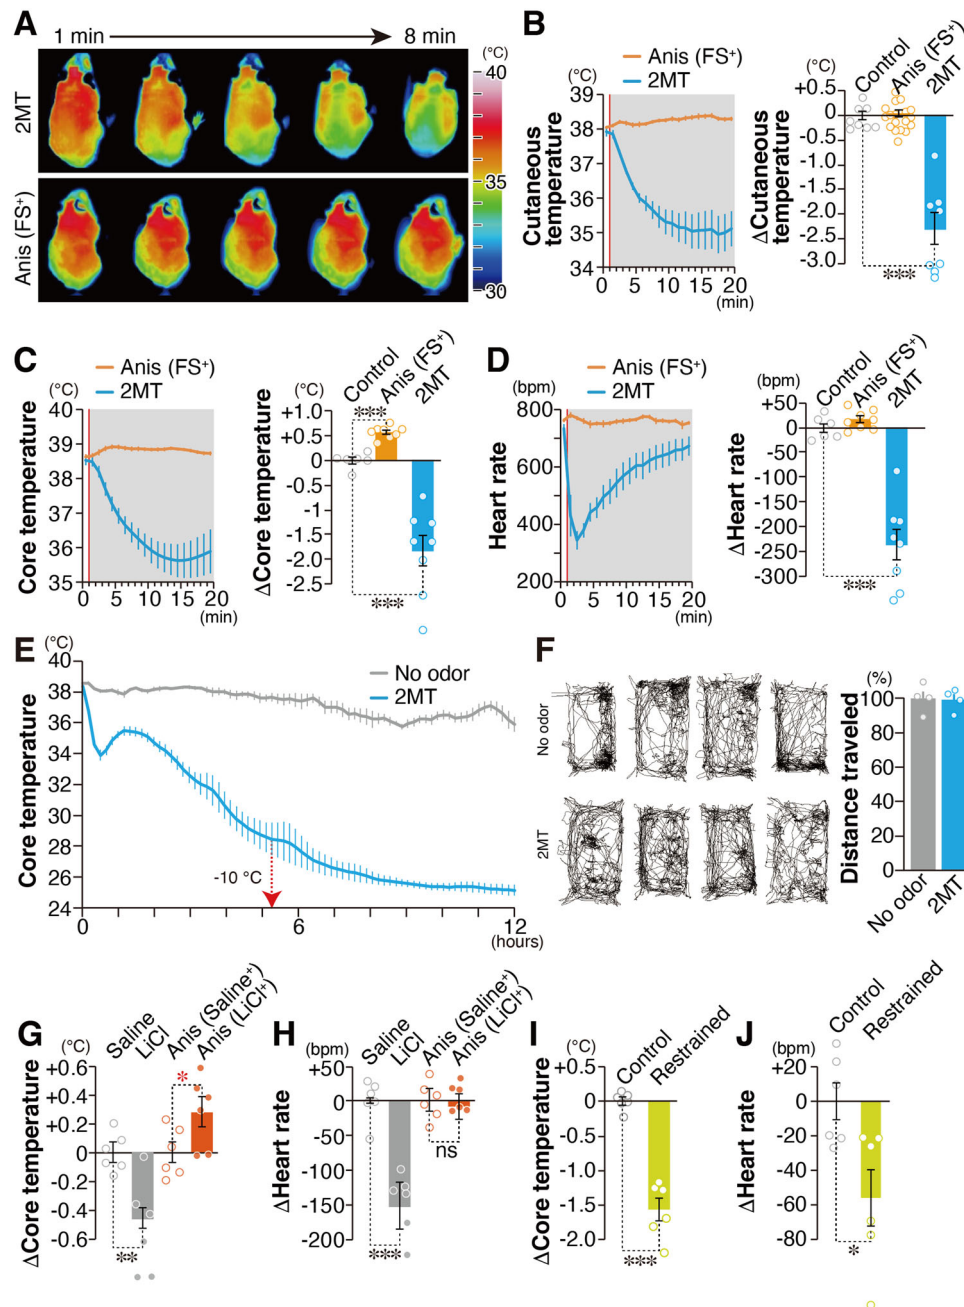 A
1 min
8 min
(°C)
40
35
30
2MT
Anis (FS+)
B
Anis (FS+)
2MT
(°C)
39
38
37
36
35
34
Cutaneous temperature
0
5
10
15
20
(min)
Control
Anis (FS+)
2MT
(°C)
+0.5
0
-0.5
-1.0
-1.5
-2.0
-2.5
-3.0
ΔCutaneous temperature
***
C
Anis (FS+)
2MT
(°C)
40
39
38
37
36
35
Core temperature
0
5
10
15
20
(min)
Control
Anis (FS+)
2MT
(°C)
+1.0
+0.5
0
-0.5
-1.0
-1.5
-2.0
-2.5
ΔCore temperature
***
***
D
Anis (FS+)
2MT
(bpm)
800
600
400
200
Heart rate
0
5
10
15
20
(min)
Control
Anis (FS+)
2MT
(bpm)
+50
0
-50
-100
-150
-200
-250
-300
ΔHeart rate
***
E
(°C)
40
38
36
34
32
30
28
26
24
Core temperature
No odor
2MT
-10 °C
0
6
12
(hours)
F
No odor
2MT
(%)
100
80
60
40
20
0
Distance traveled
No odor
2MT
G
Saline
LiCl
Anis (Saline+)
Anis (LiCl+)
(°C)
+0.6
+0.4
+0.2
0
-0.2
-0.4
-0.6
ΔCore temperature
*
**
H
Saline
LiCl
Anis (Saline+)
Anis (LiCl+)
(bpm)
+50
0
-50
-100
-150
-200
ΔHeart rate
ns
***
I
Control
Restrained
(°C)
+0.5
0
-0.5
-1.0
-1.5
-2.0
ΔCore temperature
***
J
Control
Restrained
(bpm)
+20
0
-20
-40
-60
-80
ΔHeart rate
*